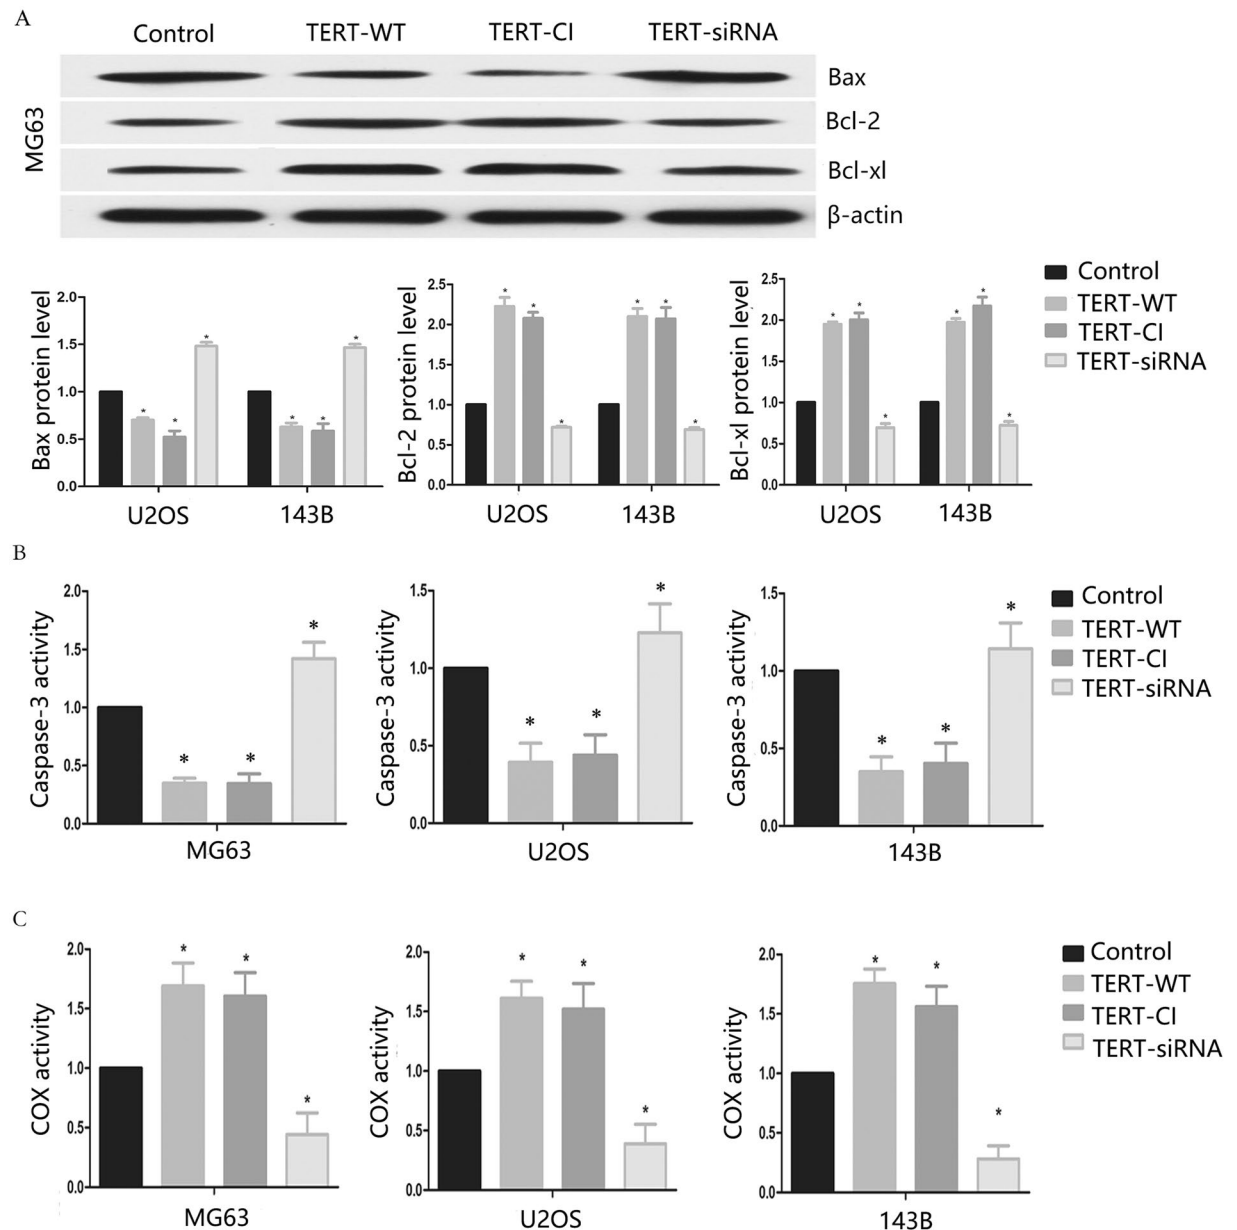 A
Control TERT-WT TERT-CI TERT-siRNA
MG63
Bax
Bcl-2
Bcl-xl
β-actin
Bax protein level
2.0
1.5
1.0
0.5
0.0
* * * * * *
U2OS 143B
Bcl-2 protein level
2.5
2.0
1.5
1.0
0.5
0.0
* * * * * *
U2OS 143B
Bcl-xl protein level
2.5
2.0
1.5
1.0
0.5
0.0
* * * * * *
U2OS 143B
Control
TERT-WT
TERT-CI
TERT-siRNA
B
Caspase-3 activity
2.0
1.5
1.0
0.5
0.0
* * *
MG63
Caspase-3 activity
1.5
1.0
0.5
0.0
* * *
U2OS
Caspase-3 activity
1.5
1.0
0.5
0.0
* * *
143B
Control
TERT-WT
TERT-CI
TERT-siRNA
C
COX activity
2.0
1.5
1.0
0.5
0.0
* * *
MG63
COX activity
2.0
1.5
1.0
0.5
0.0
* * *
U2OS
COX activity
2.0
1.5
1.0
0.5
0.0
* * *
143B
Control
TERT-WT
TERT-CI
TERT-siRNA